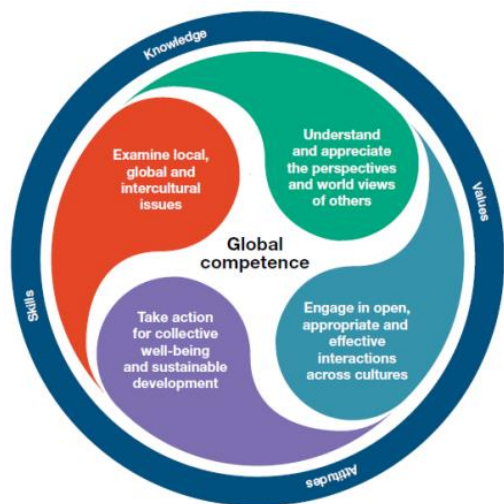 Knowledge
Examine local,
global and
intercultural
issues
Understand
and appreciate
the perspectives
and world views
of others
Values
Global
competence
Skills
Take action
for collective
well-being
and sustainable
development
Engage in open,
appropriate and
effective
interactions
across cultures
Attitudes